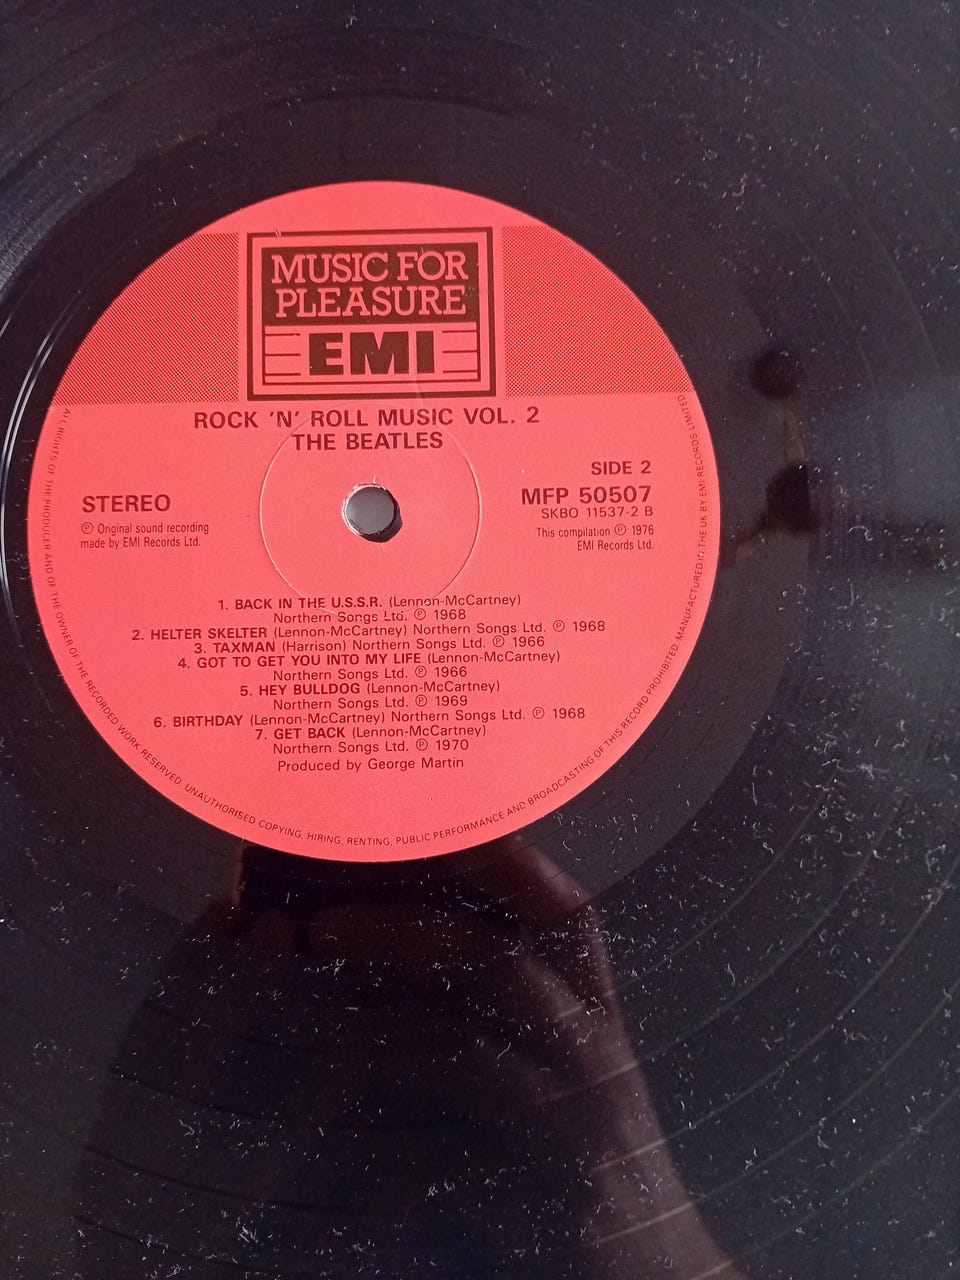 MUSIC FOR
PLEASURE
EMI
ROCK 'N' ROLL MUSIC VOL. 2
THE BEATLES
SIDE 2
STEREO
MFP 50507
SKBO 11537-2 B
℗ Original sound recording
made by EMI Records Ltd.
This compilation ℗ 1976
EMI Records Ltd.
1. BACK IN THE U.S.S.R. (Lennon-McCartney)
Northern Songs Ltd. ℗ 1968
2. HELTER SKELTER (Lennon-McCartney) Northern Songs Ltd. ℗ 1968
3. TAXMAN (Harrison) Northern Songs Ltd. ℗ 1966
4. GOT TO GET YOU INTO MY LIFE (Lennon-McCartney)
Northern Songs Ltd. ℗ 1966
5. HEY BULLDOG (Lennon-McCartney)
Northern Songs Ltd. ℗ 1969
6. BIRTHDAY (Lennon-McCartney) Northern Songs Ltd. ℗ 1968
7. GET BACK (Lennon-McCartney)
Northern Songs Ltd. ℗ 1970
Produced by George Martin
ALL RIGHTS OF THE PRODUCER AND OF THE OWNER OF THE RECORDED WORK RESERVED. UNAUTHORISED COPYING, HIRING, RENTING, PUBLIC PERFORMANCE AND BROADCASTING OF THIS RECORD PROHIBITED. MANUFACTURED IN THE UK BY EMI RECORDS LIMITED